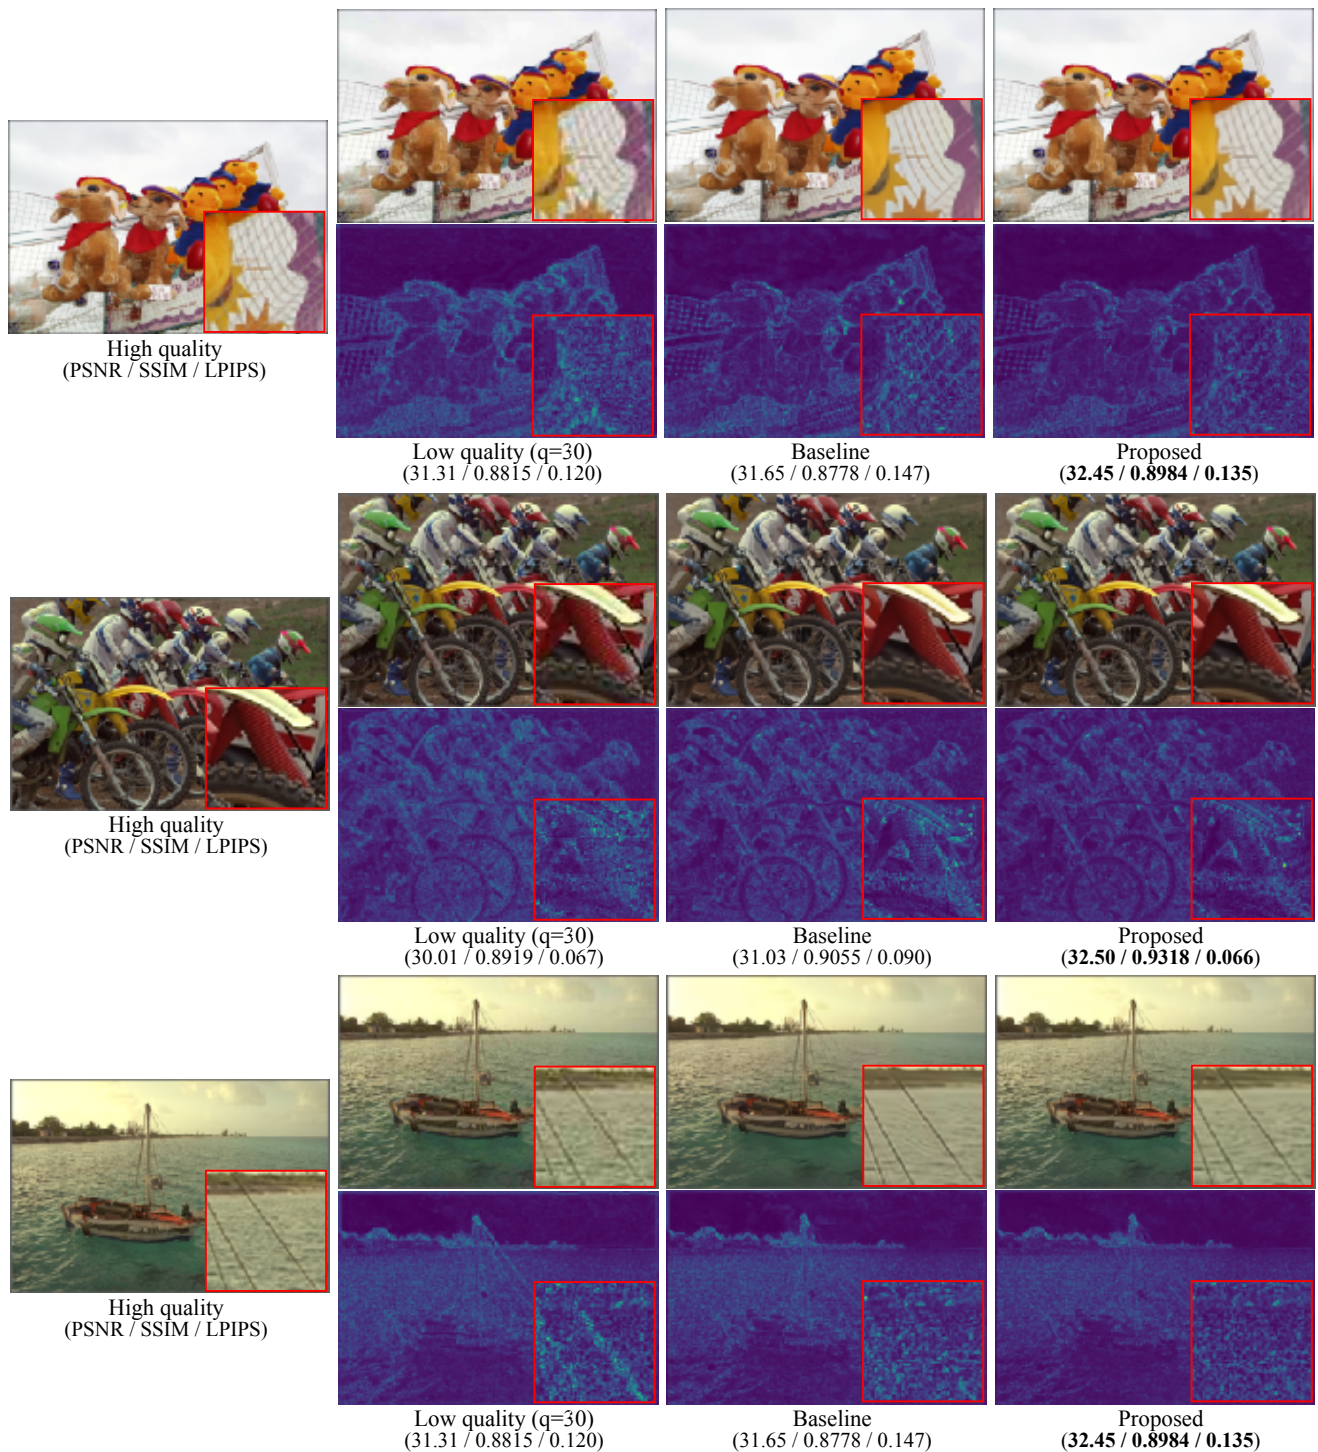 High quality
(PSNR / SSIM / LPIPS)
Low quality (q=30)
(31.31 / 0.8815 / 0.120)
Baseline
(31.65 / 0.8778 / 0.147)
Proposed
(32.45 / 0.8984 / 0.135)
High quality
(PSNR / SSIM / LPIPS)
Low quality (q=30)
(30.01 / 0.8919 / 0.067)
Baseline
(31.03 / 0.9055 / 0.090)
Proposed
(32.50 / 0.9318 / 0.066)
High quality
(PSNR / SSIM / LPIPS)
Low quality (q=30)
(31.31 / 0.8815 / 0.120)
Baseline
(31.65 / 0.8778 / 0.147)
Proposed
(32.45 / 0.8984 / 0.135)